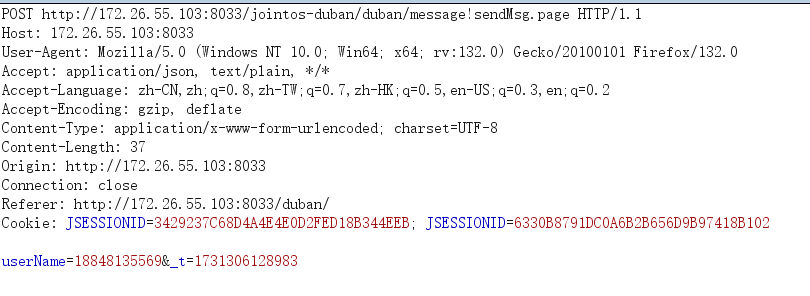 POST http://172.26.55.103:8033/jointos-duban/duban/message!sendMsg.page HTTP/1.1
Host: 172.26.55.103:8033
User-Agent: Mozilla/5.0 (Windows NT 10.0; Win64; x64; rv:132.0) Gecko/20100101 Firefox/132.0
Accept: application/json, text/plain, */*
Accept-Language: zh-CN,zh;q=0.8,zh-TW;q=0.7,zh-HK;q=0.5,en-US;q=0.3,en;q=0.2
Accept-Encoding: gzip, deflate
Content-Type: application/x-www-form-urlencoded; charset=UTF-8
Content-Length: 37
Origin: http://172.26.55.103:8033
Connection: close
Referer: http://172.26.55.103:8033/duban/
Cookie: JSESSIONID=3429237C68D4A4E4E0D2FED18B344EEB; JSESSIONID=6330B8791DC0A6B2B656D9B97418B102
userName=18848135569&_t=1731306128983